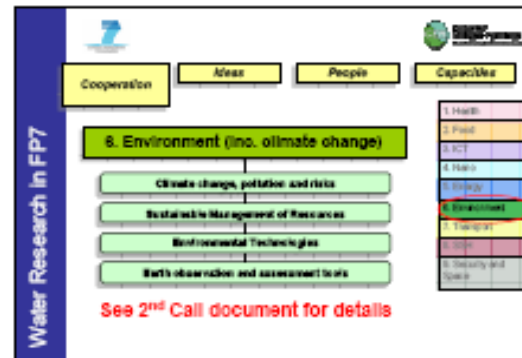 Water Research in FP7
7
Cooperation
Ideas
People
Capacities
6. Environment (inc. climate change)
Climate change, pollution and risks
Sustainable Management of Resources
Environmental Technologies
Earth observation and assessment tools
See 2nd Call document for details
1. Health
2. Food
3. ICT
4. Nano
5. Energy
6. Environment
7. Transport
9. Security and
Space